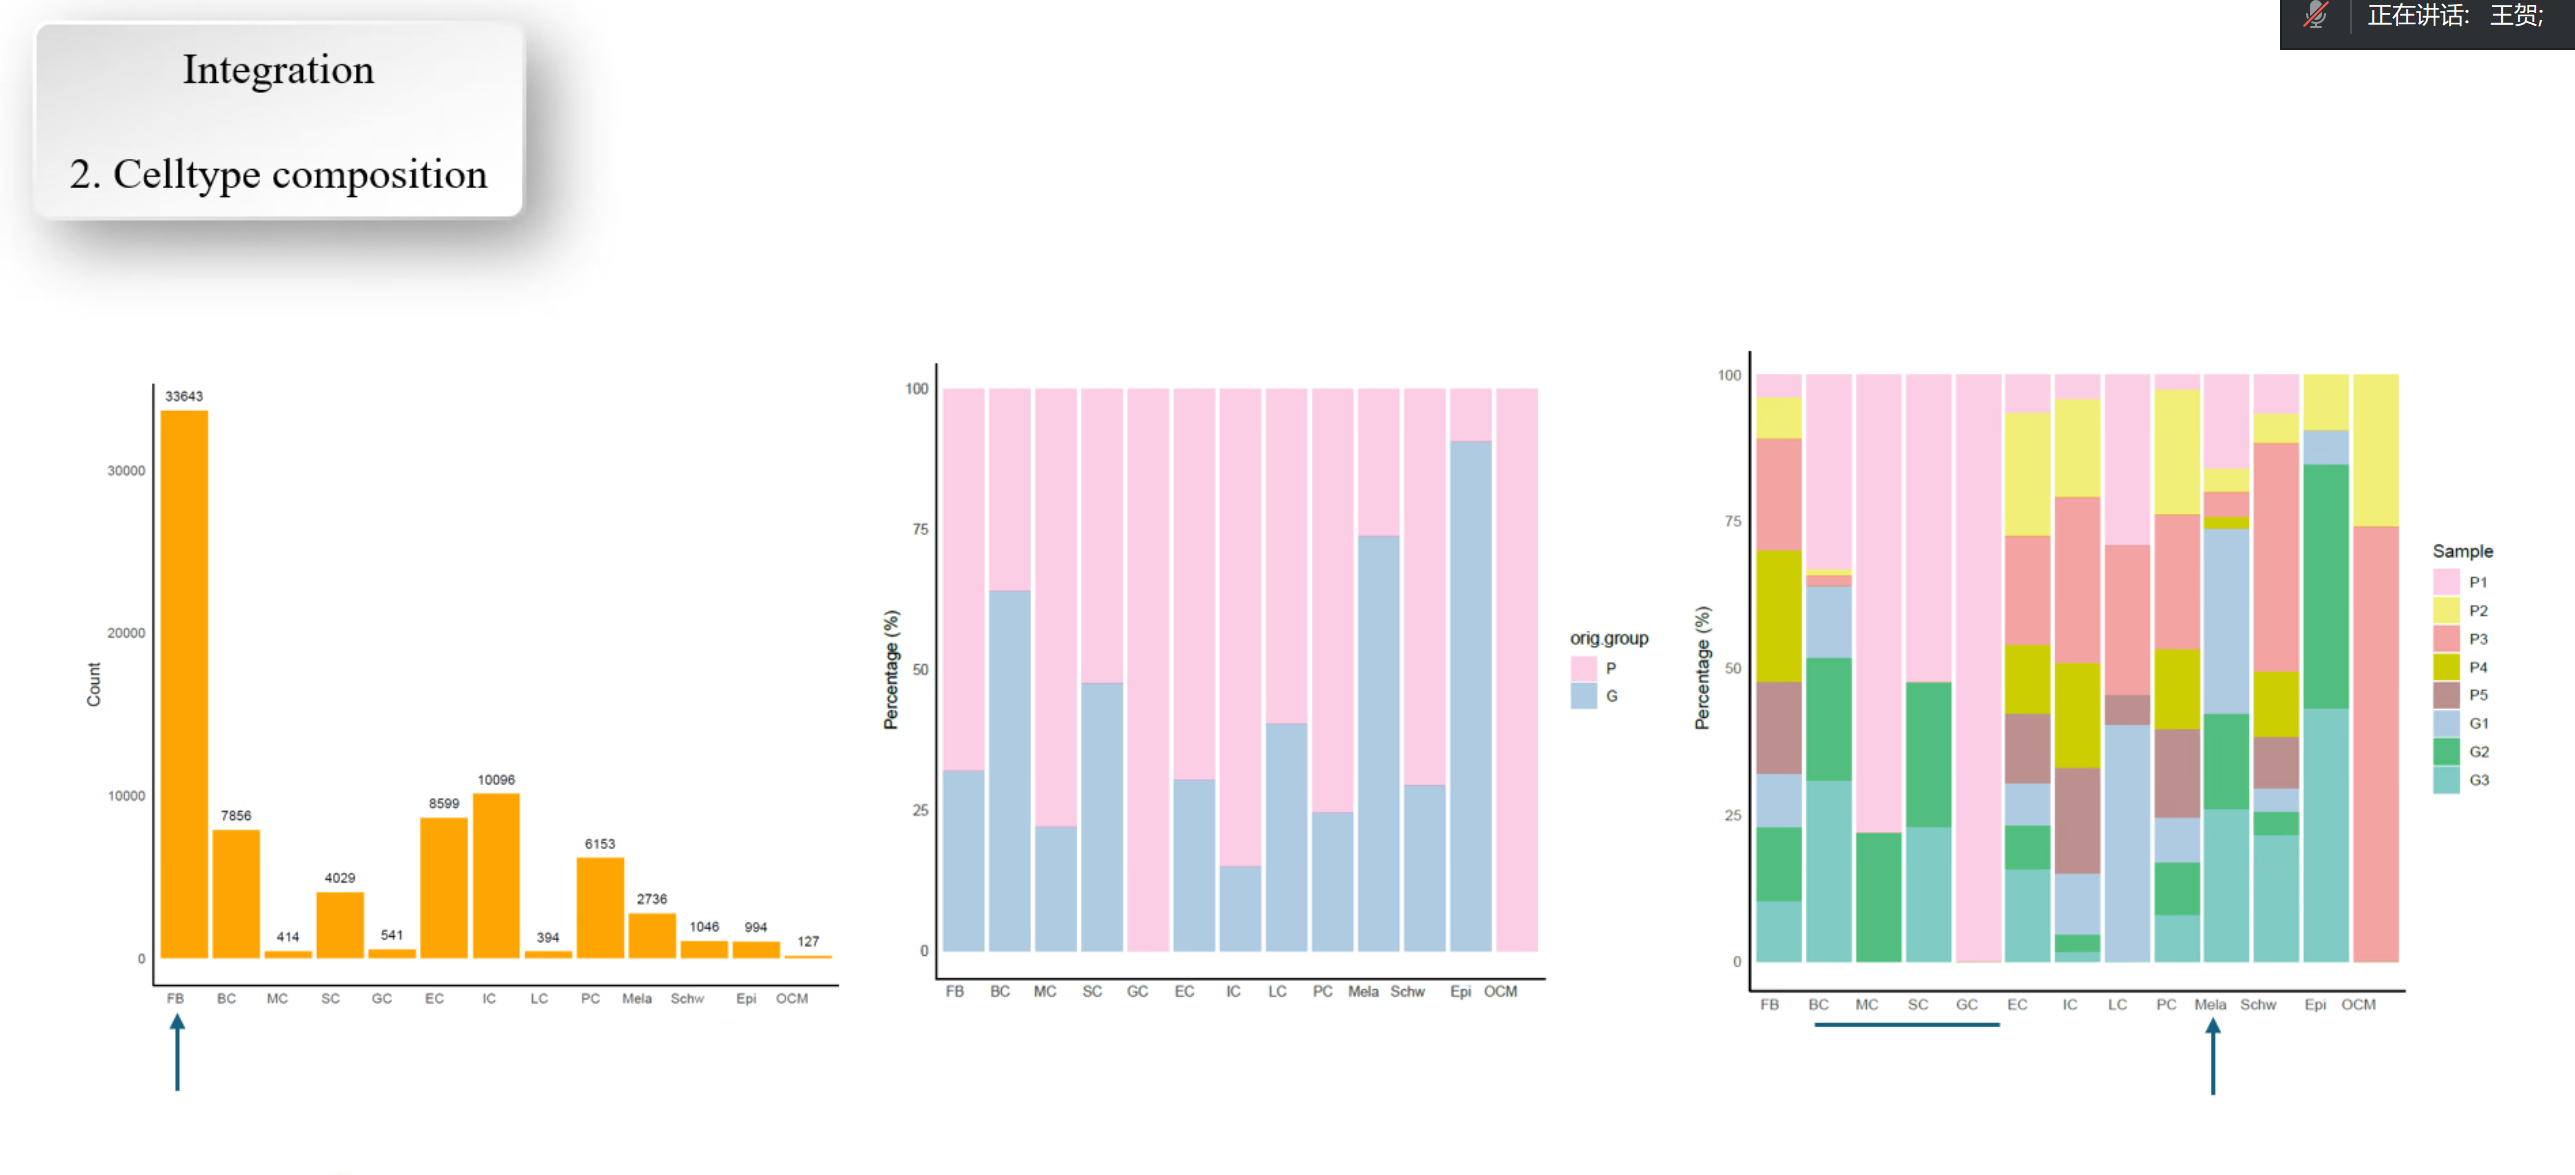 正在讲话: 王贺;
Integration
2. Celltype composition
33643
7856
414
4029
541
8599
10096
394
6153
2736
1046
994
127
30000
20000
10000
0
Count
FB BC MC SC GC EC IC LC PC Mela Schw Epi OCM
100
75
50
25
0
Percentage (%)
FB BC MC SC GC EC IC LC PC Mela Schw Epi OCM
orig.group
P
G
100
75
50
25
0
Percentage (%)
FB BC MC SC GC EC IC LC PC Mela Schw Epi OCM
Sample
P1
P2
P3
P4
P5
G1
G2
G3